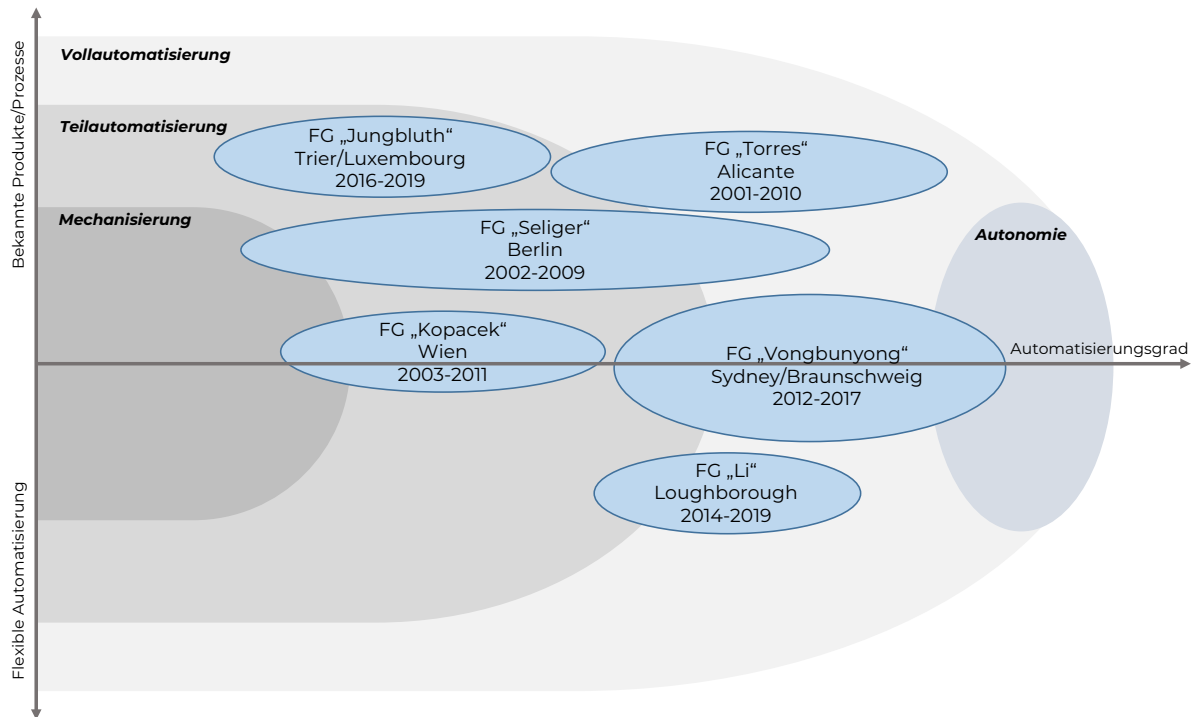 Bekannte Produkte/Prozesse
Vollautomatisierung
Teilautomatisierung
FG „Jungbluth“
Trier/Luxembourg
2016-2019
FG „Torres“
Alicante
2001-2010
Mechanisierung
FG „Seliger“
Berlin
2002-2009
Autonomie
FG „Kopacek“
Wien
2003-2011
FG „Vongbunyong“
Sydney/Braunschweig
2012-2017
Automatisierungsgrad
FG „Li“
Loughborough
2014-2019
Flexible Automatisierung